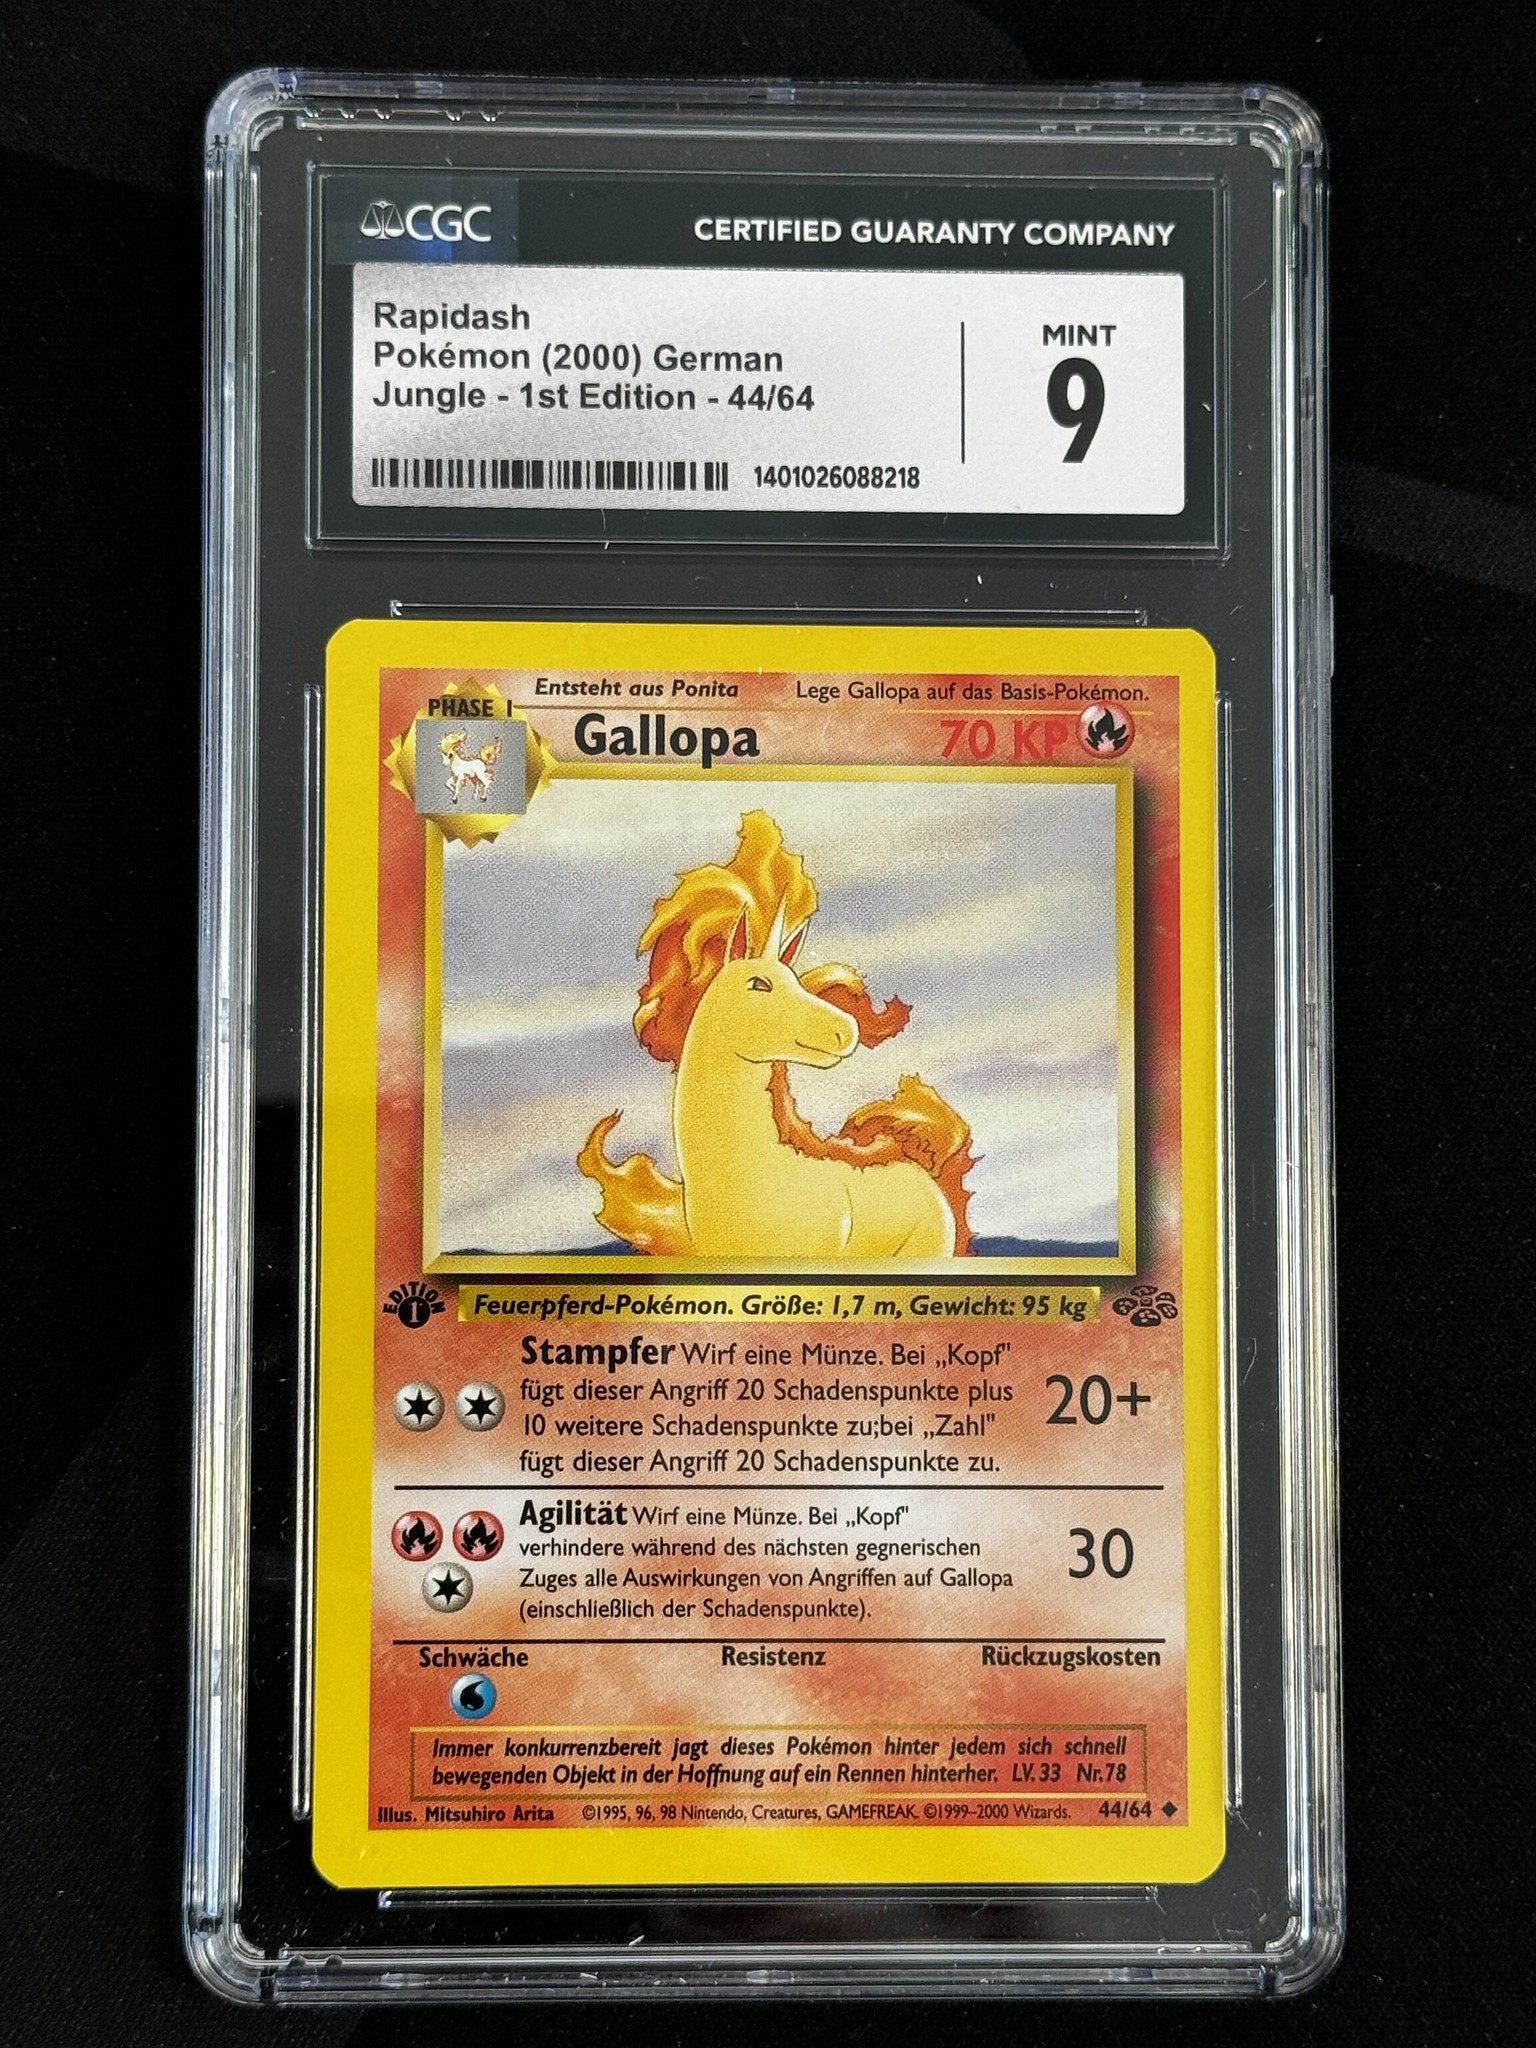 CGC CERTIFIED GUARANTY COMPANY
Rapidash
Pokémon (2000) German
Jungle - 1st Edition - 44/64
1401026088218
MINT
9
Entsteht aus Ponita Lege Gallopa auf das Basis-Pokémon.
PHASE 1
Gallopa 70 KP
EDITION 1
Feuerpferd-Pokémon. Größe: 1,7 m, Gewicht: 95 kg
Stampfer Wirf eine Münze. Bei „Kopf"
fügt dieser Angriff 20 Schadenspunkte plus
10 weitere Schadenspunkte zu;bei „Zahl"
fügt dieser Angriff 20 Schadenspunkte zu.
20+
Agilität Wirf eine Münze. Bei „Kopf"
verhindere während des nächsten gegnerischen
Zuges alle Auswirkungen von Angriffen auf Gallopa
(einschließlich der Schadenspunkte).
30
Schwäche Resistenz Rückzugskosten
Immer konkurrenzbereit jagt dieses Pokémon hinter jedem sich schnell
bewegenden Objekt in der Hoffnung auf ein Rennen hinterher. LV. 33 Nr. 78
Illus. Mitsuhiro Arita ©1995, 96, 98 Nintendo, Creatures, GAMEFREAK. ©1999–2000 Wizards. 44/64